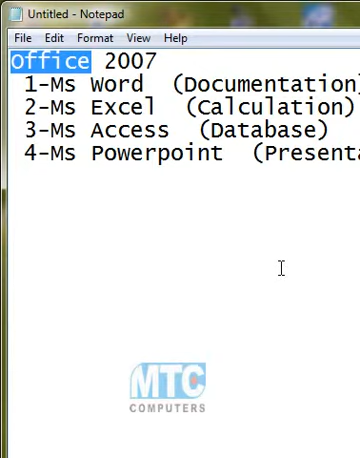 Untitled - Notepad
File Edit Format View Help
Office 2007
1-Ms Word (Documentation)
2-Ms Excel (Calculation)
3-Ms Access (Database)
4-Ms Powerpoint (Presenta
MTC
COMPUTERS